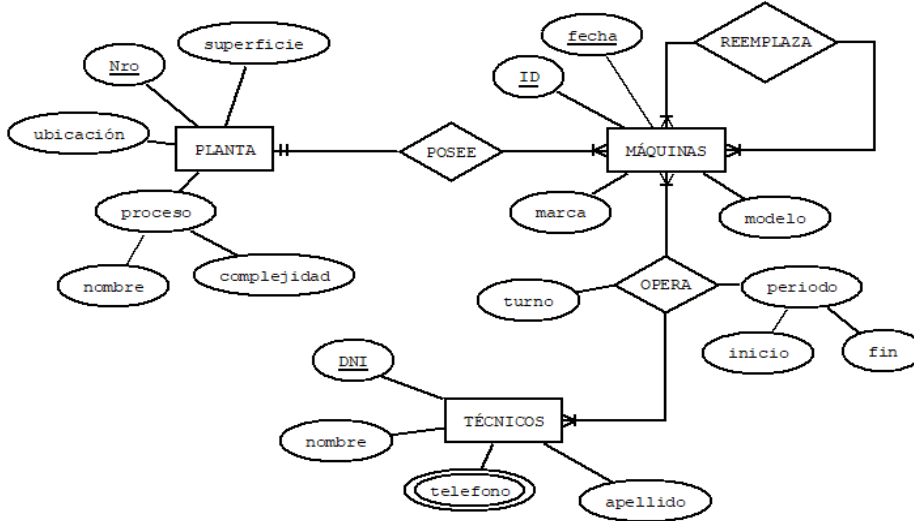 superficie
fecha
REEMPLAZA
Nro
ID
ubicación
PLANTA
POSEE
MÁQUINAS
proceso
marca
modelo
nombre
complejidad
turno
OPERA
periodo
inicio
fin
DNI
TÉCNICOS
nombre
telefono
apellido